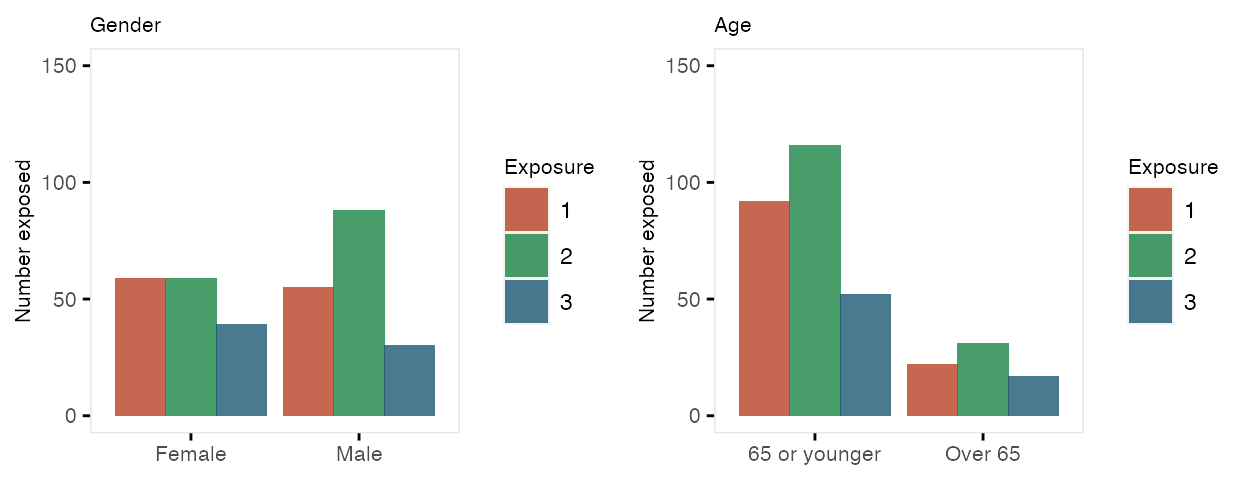 Gender
150
100
50
0
Number exposed
Female Male
Exposure
1
2
3
Age
150
100
50
0
Number exposed
65 or younger Over 65
Exposure
1
2
3